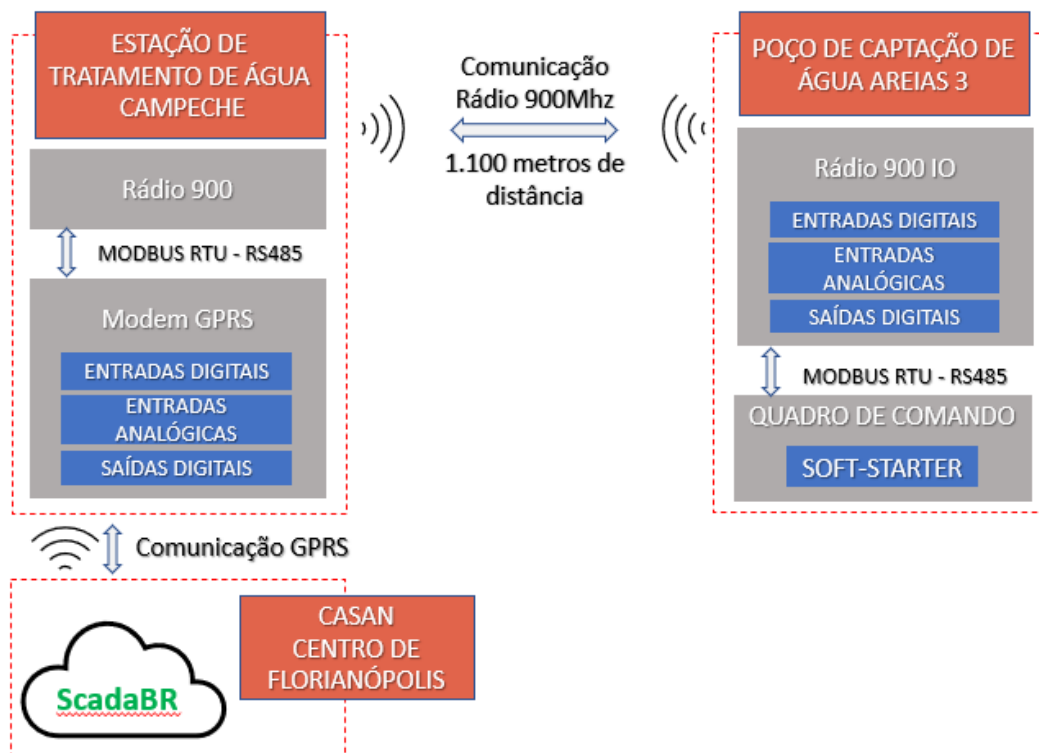 ESTAÇÃO DE
TRATAMENTO DE ÁGUA
CAMPECHE
Rádio 900
MODBUS RTU - RS485
Modem GPRS
ENTRADAS DIGITAIS
ENTRADAS
ANALÓGICAS
SAÍDAS DIGITAIS
Comunicação
Rádio 900Mhz
1.100 metros de
distância
POÇO DE CAPTAÇÃO DE
ÁGUA AREIAS 3
Rádio 900 IO
ENTRADAS DIGITAIS
ENTRADAS
ANALÓGICAS
SAÍDAS DIGITAIS
MODBUS RTU - RS485
QUADRO DE COMANDO
SOFT-STARTER
Comunicação GPRS
CASAN
CENTRO DE
FLORIANÓPOLIS
ScadaBR